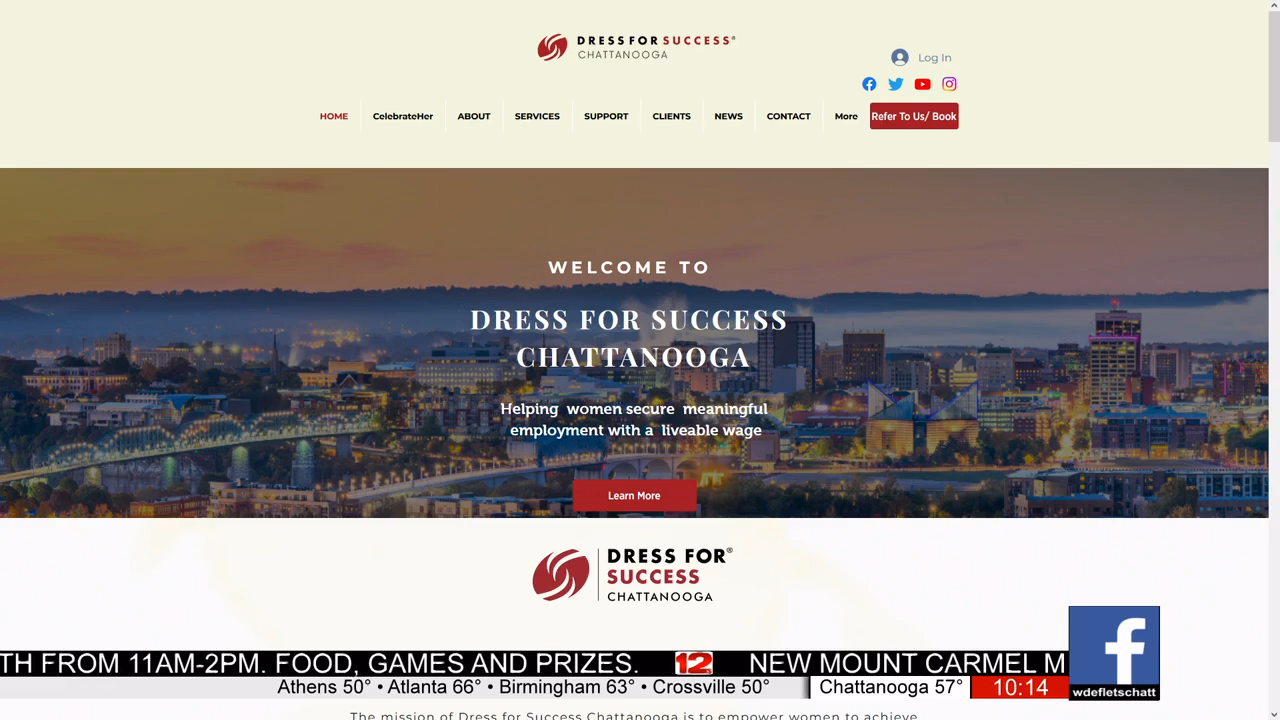 DRESS FOR SUCCESS®
CHATTANOOGA
Log In
HOME CelebrateHer ABOUT SERVICES SUPPORT CLIENTS NEWS CONTACT More Refer To Us/ Book
WELCOME TO
DRESS FOR SUCCESS
CHATTANOOGA
Helping women secure meaningful
employment with a liveable wage
Learn More
DRESS FOR®
SUCCESS
CHATTANOOGA
TH FROM 11AM-2PM. FOOD, GAMES AND PRIZES. 12 NEW MOUNT CARMEL M
Athens 50° • Atlanta 66° • Birmingham 63° • Crossville 50° Chattanooga 57° 10:14
f
wdefletschatt
The mission of Dress for Success Chattanooga is to empower women to achieve